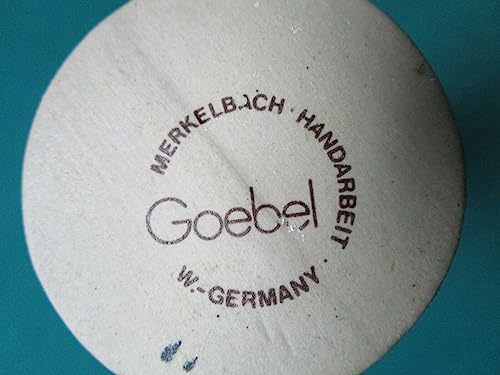 MERKELBACH · HANDARBEIT
Goebel
W.-GERMANY ·